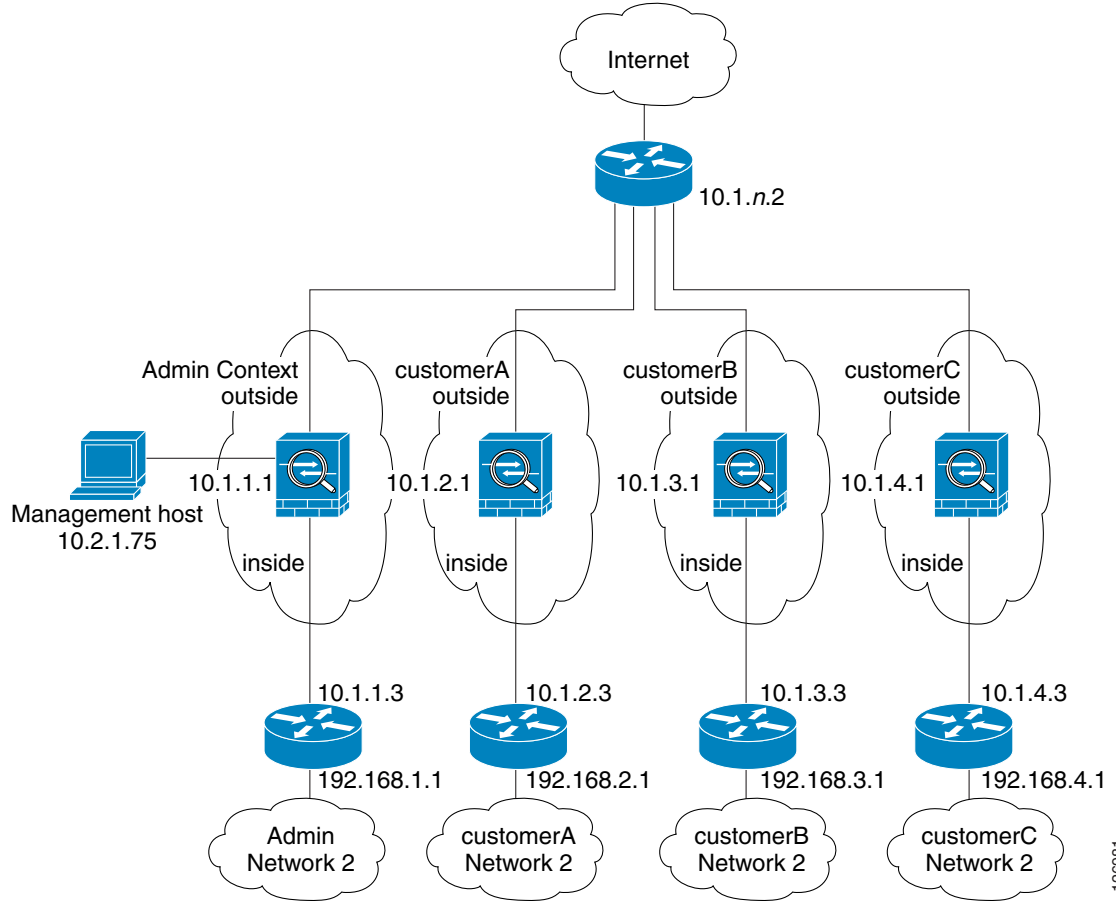 Internet
10.1.n.2
Admin Context
outside
customerA
outside
customerB
outside
customerC
outside
10.1.1.1
10.1.2.1
10.1.3.1
10.1.4.1
Management host
10.2.1.75
inside
inside
inside
inside
10.1.1.3
10.1.2.3
10.1.3.3
10.1.4.3
192.168.1.1
192.168.2.1
192.168.3.1
192.168.4.1
Admin
Network 2
customerA
Network 2
customerB
Network 2
customerC
Network 2